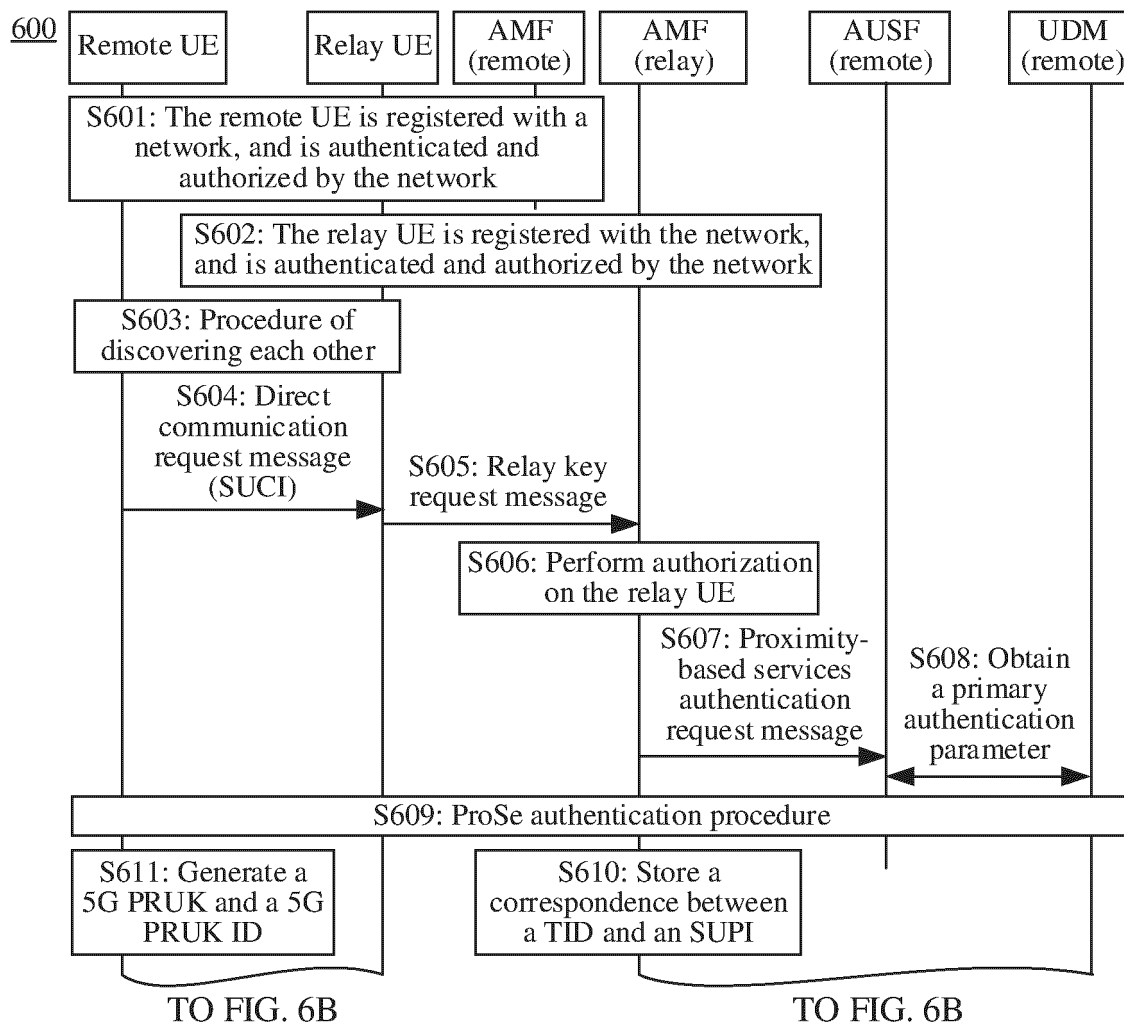 600
Remote UE
Relay UE
AMF
(remote)
AMF
(relay)
AUSF
(remote)
UDM
(remote)
S601: The remote UE is registered with a
network, and is authenticated and
authorized by the network
S602: The relay UE is registered with the network,
and is authenticated and authorized by the network
S603: Procedure of
discovering each other
S604: Direct
communication
request message
(SUCI)
S605: Relay key
request message
S606: Perform authorization
on the relay UE
S607: Proximity-
based services
authentication
request message
S608: Obtain
a primary
authentication
parameter
S609: ProSe authentication procedure
S611: Generate a
5G PRUK and a 5G
PRUK ID
S610: Store a
correspondence between
a TID and an SUPI
TO FIG. 6B
TO FIG. 6B